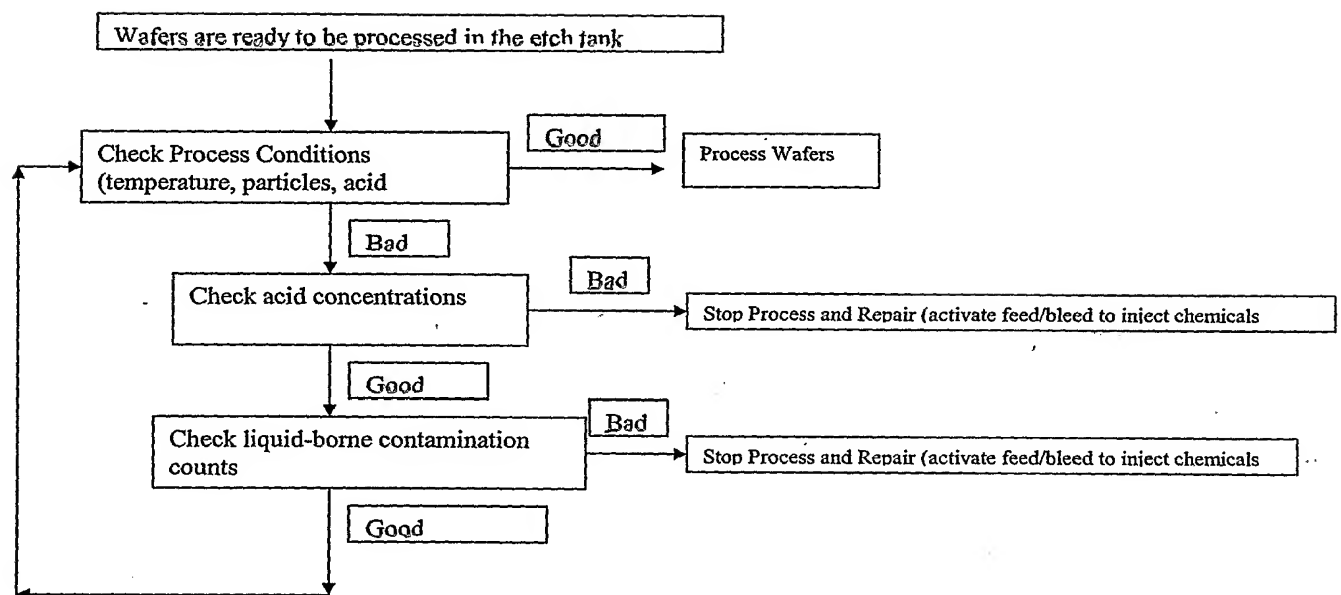 Wafers are ready to be processed in the etch tank
Good
Check Process Conditions
(temperature, particles, acid
Process Wafers
Bad
Check acid concentrations
Bad
Stop Process and Repair (activate feed/bleed to inject chemicals
Good
Check liquid-borne contamination
counts
Bad
Stop Process and Repair (activate feed/bleed to inject chemicals
Good